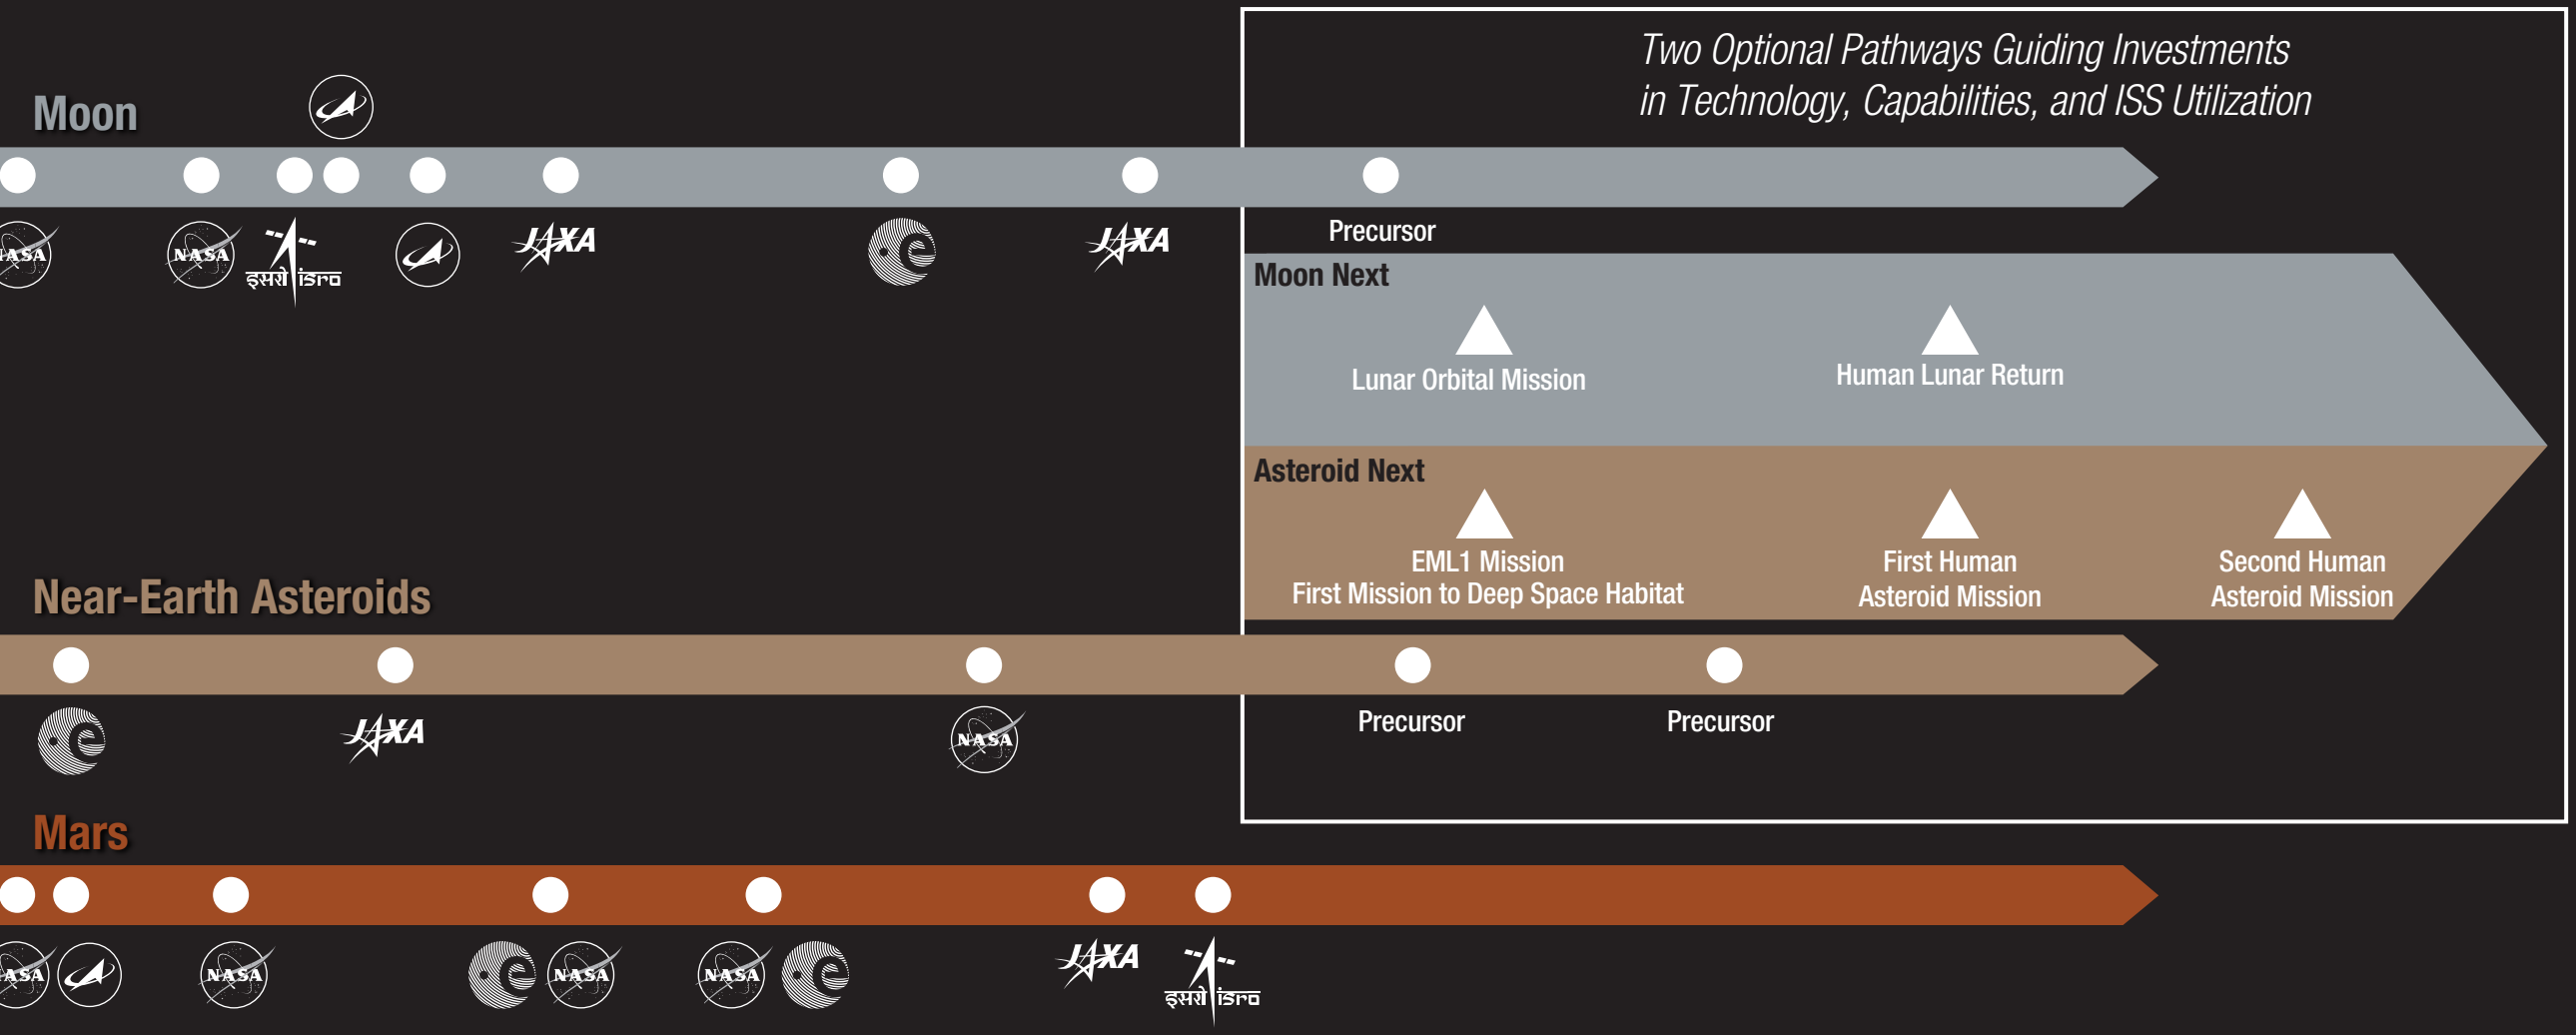 Two Optional Pathways Guiding Investments
in Technology, Capabilities, and ISS Utilization
Moon
NASA
NASA
इसरो isro
JAXA
e
JAXA
Precursor
Moon Next
Lunar Orbital Mission
Human Lunar Return
Asteroid Next
EML1 Mission
First Mission to Deep Space Habitat
First Human
Asteroid Mission
Second Human
Asteroid Mission
Near-Earth Asteroids
e
JAXA
NASA
Precursor
Precursor
Mars
NASA
NASA
e
NASA
NASA
e
JAXA
इसरो isro